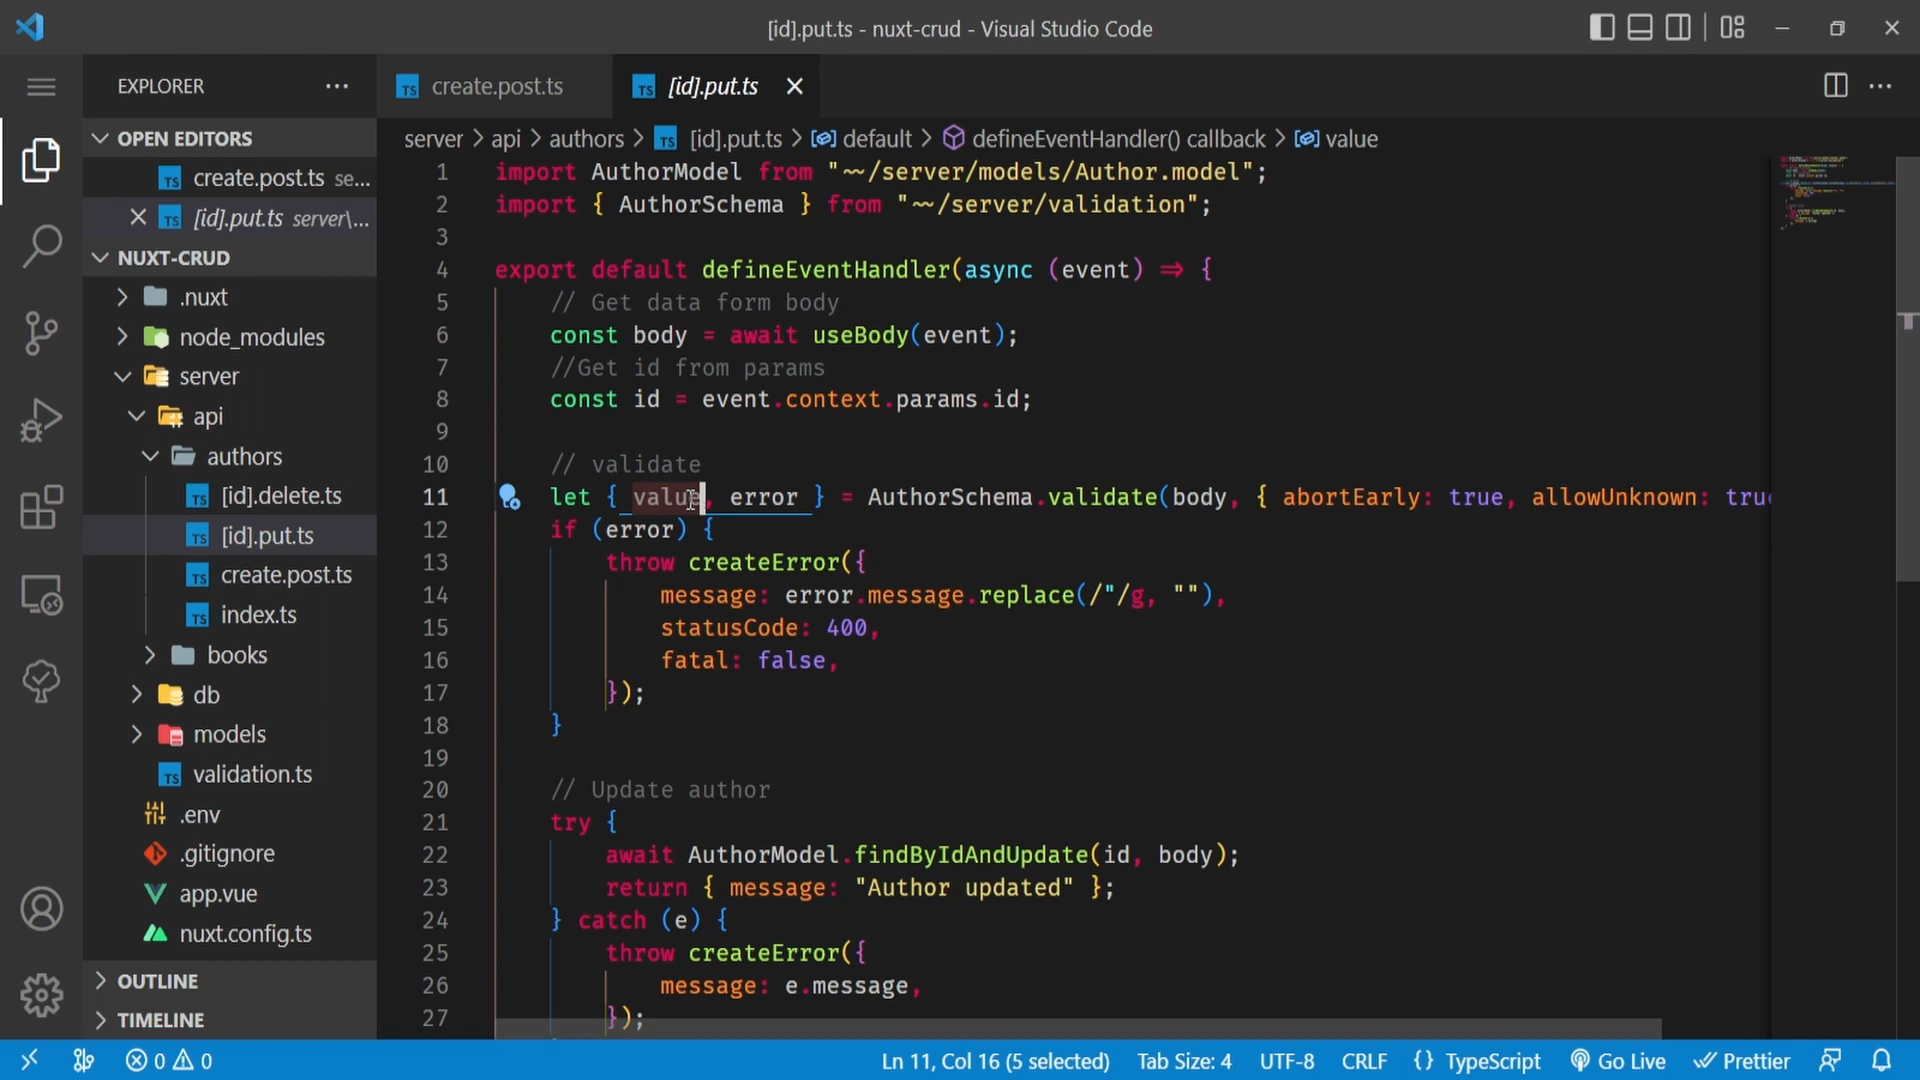 [id].put.ts - nuxt-crud - Visual Studio Code
EXPLORER
create.post.ts
[id].put.ts
OPEN EDITORS
create.post.ts se...
[id].put.ts server\...
NUXT-CRUD
.nuxt
node_modules
server
api
authors
[id].delete.ts
[id].put.ts
create.post.ts
index.ts
books
db
models
validation.ts
.env
.gitignore
app.vue
nuxt.config.ts
OUTLINE
TIMELINE
server > api > authors > TS [id].put.ts > default > defineEventHandler() callback > value
1 import AuthorModel from "~~/server/models/Author.model";
2 import { AuthorSchema } from "~~/server/validation";
3
4 export default defineEventHandler(async (event) => {
5 // Get data form body
6 const body = await useBody(event);
7 //Get id from params
8 const id = event.context.params.id;
9
10 // validate
11 let { value, error } = AuthorSchema.validate(body, { abortEarly: true, allowUnknown: true
12 if (error) {
13 throw createError({
14 message: error.message.replace(/"/g, ""),
15 statusCode: 400,
16 fatal: false,
17 });
18 }
19
20 // Update author
21 try {
22 await AuthorModel.findByIdAndUpdate(id, body);
23 return { message: "Author updated" };
24 } catch (e) {
25 throw createError({
26 message: e.message,
27 });
0 0
Ln 11, Col 16 (5 selected) Tab Size: 4 UTF-8 CRLF {} TypeScript Go Live Prettier